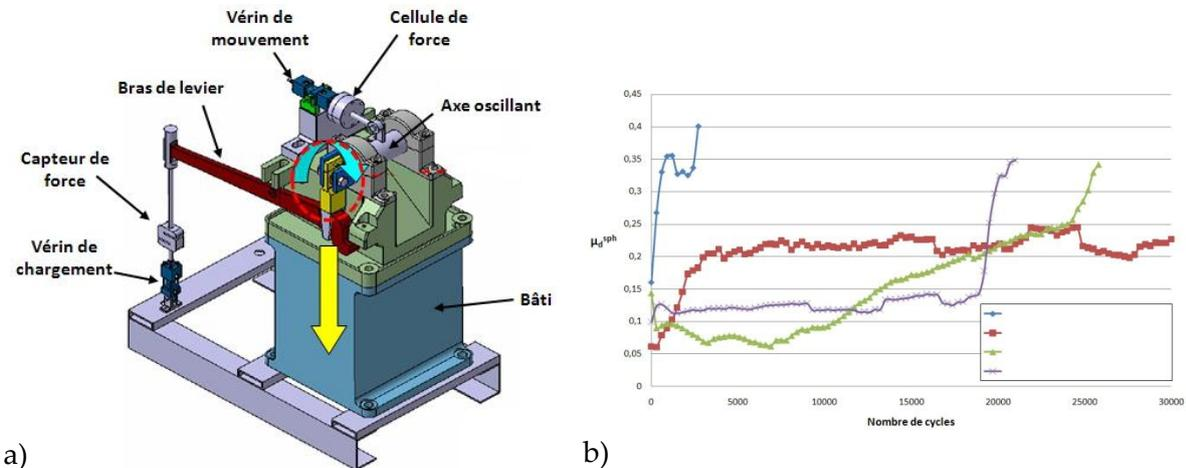 Vérin de
mouvement
Cellule de
force
Bras de levier
Axe oscillant
Capteur de
force
Vérin de
chargement
Bâti
a)
0,45
0,4
0,35
0,3
0,25
0,2
0,15
0,1
0,05
0
μd^sph
0 5000 10000 15000 20000 25000 30000
Nombre de cycles
b)